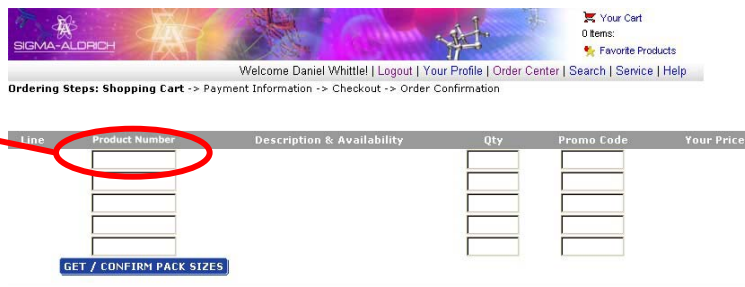 SIGMA-ALDRICH
Your Cart
0 Items:
Favorite Products
Welcome Daniel Whittle! | Logout | Your Profile | Order Center | Search | Service | Help
Ordering Steps: Shopping Cart -> Payment Information -> Checkout -> Order Confirmation
Line Product Number Description & Availability Qty Promo Code Your Price
GET / CONFIRM PACK SIZES